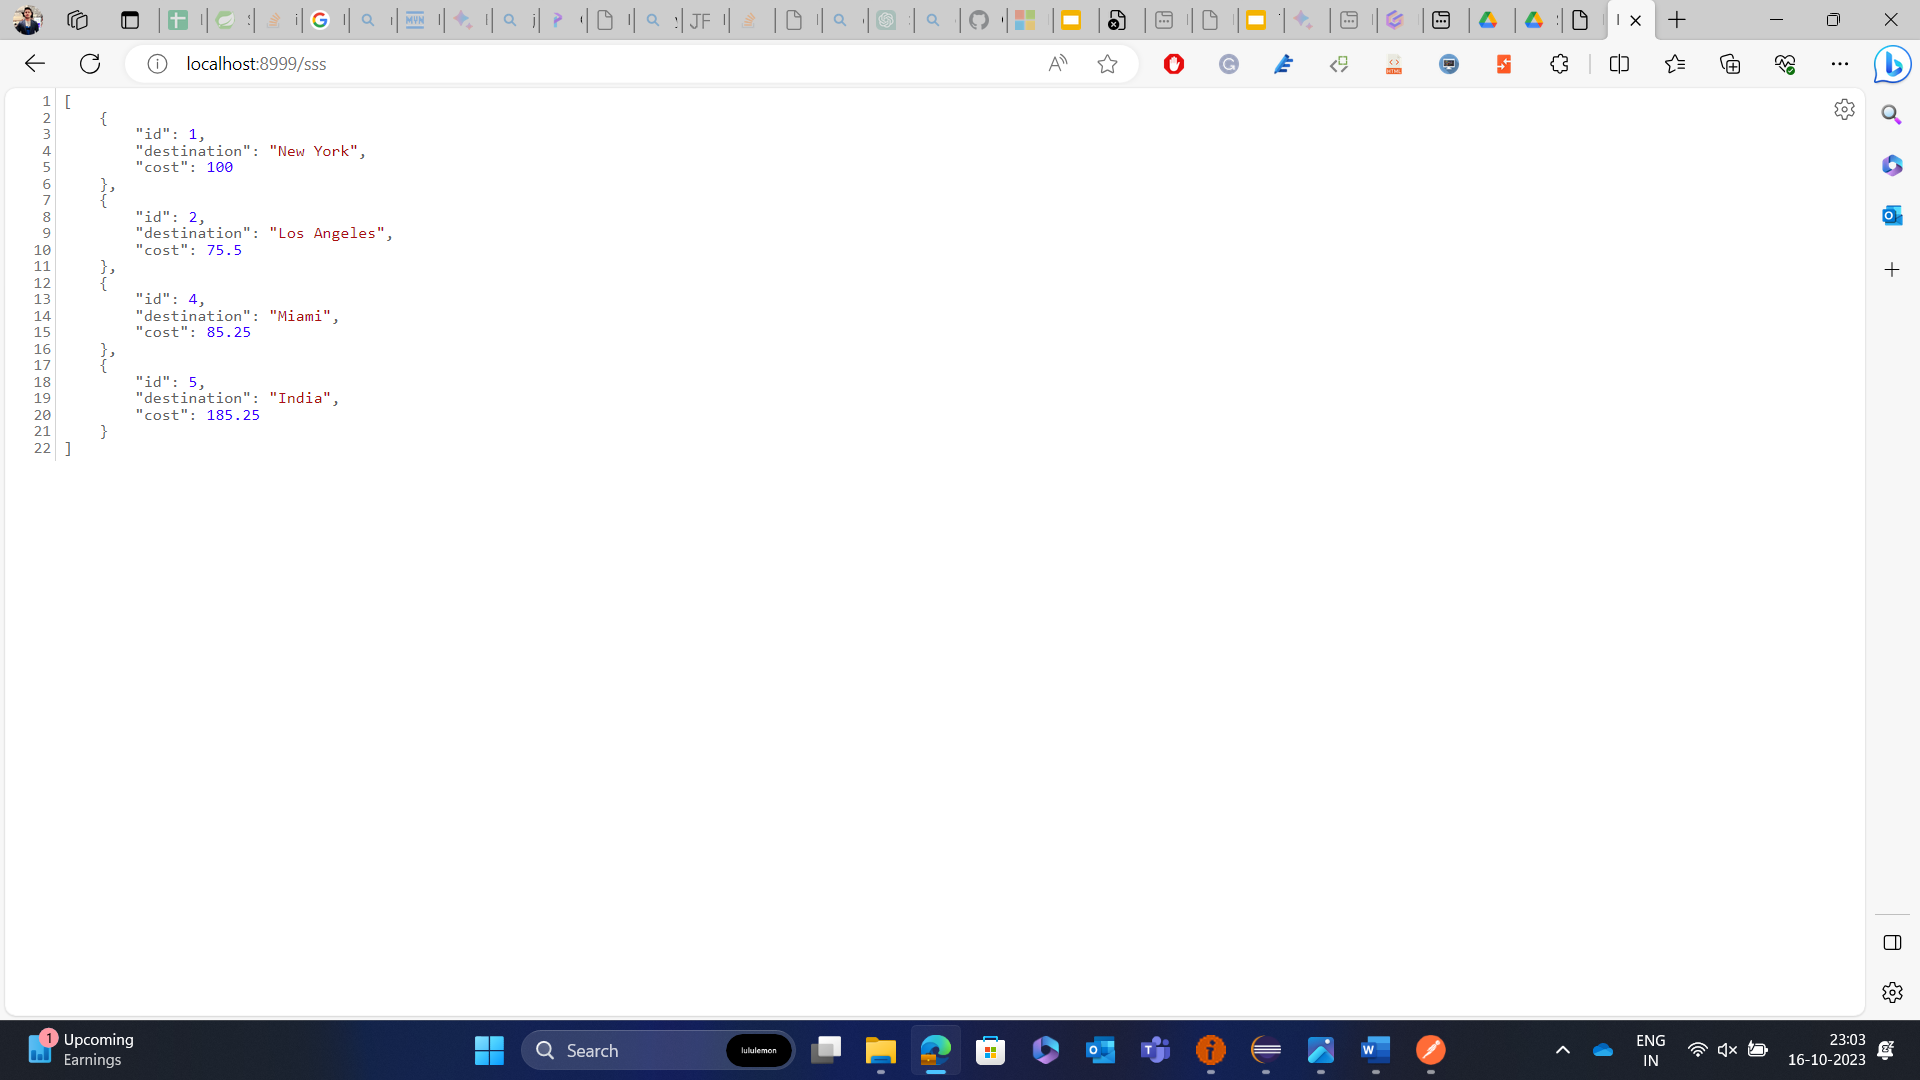 localhost:8999/sss
1 [
2 {
3 "id": 1,
4 "destination": "New York",
5 "cost": 100
6 },
7 {
8 "id": 2,
9 "destination": "Los Angeles",
10 "cost": 75.5
11 },
12 {
13 "id": 4,
14 "destination": "Miami",
15 "cost": 85.25
16 },
17 {
18 "id": 5,
19 "destination": "India",
20 "cost": 185.25
21 }
22 ]
1
Upcoming
Earnings
Search
lululemon
ENG
IN
23:03
16-10-2023